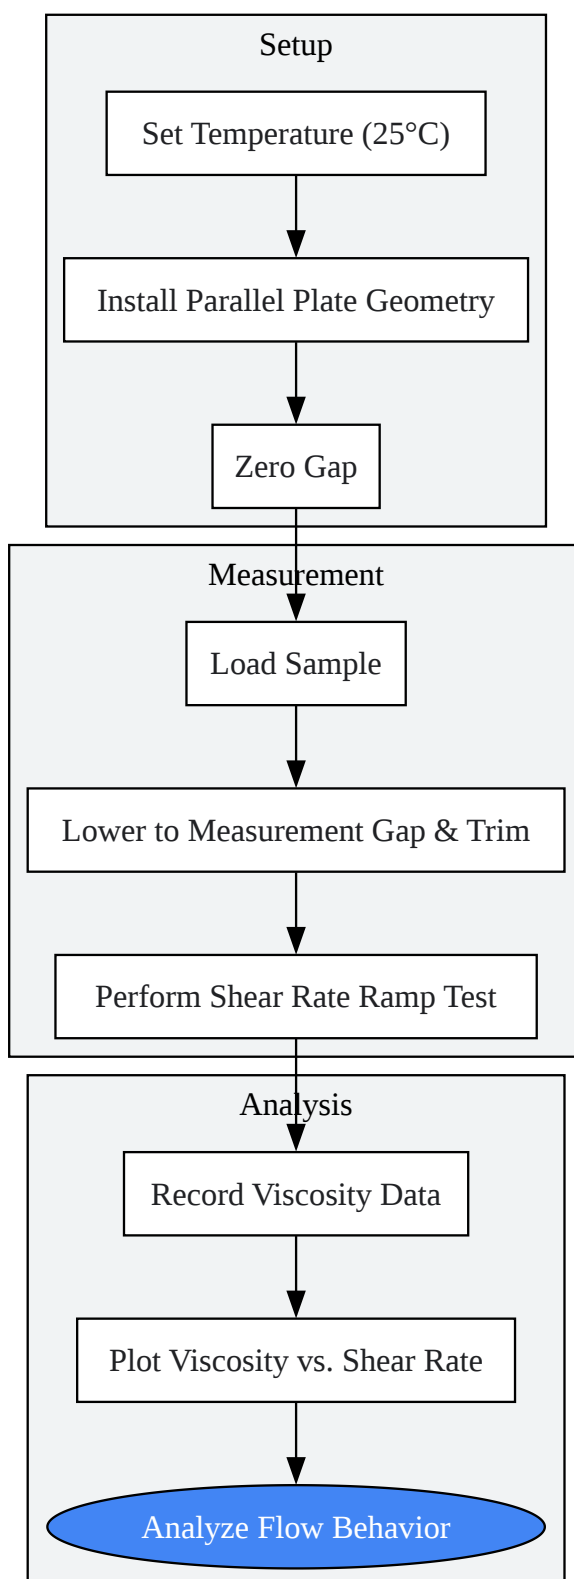 Setup
Set Temperature (25°C)
Install Parallel Plate Geometry
Zero Gap
Measurement
Load Sample
Lower to Measurement Gap & Trim
Perform Shear Rate Ramp Test
Analysis
Record Viscosity Data
Plot Viscosity vs. Shear Rate
Analyze Flow Behavior